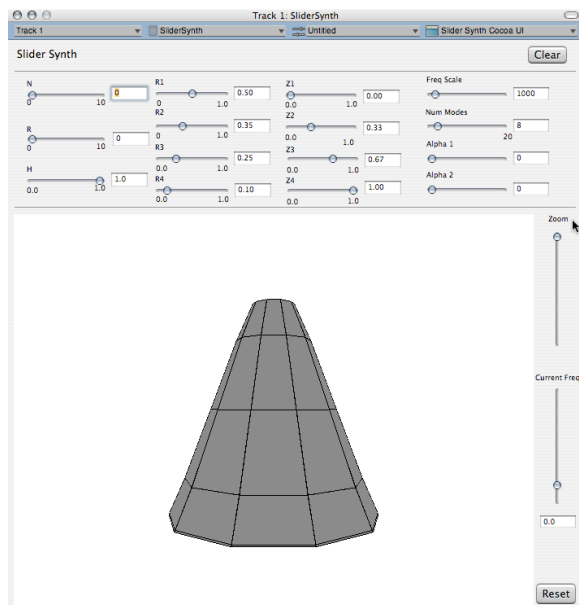 Track 1: SliderSynth
Track 1 SliderSynth Untitled Slider Synth Cocoa UI
Slider Synth
Clear
N
0
0 10
R
0
0 10
H
1.0
0.0 1.0
R1
0.50
0 1.0
R2
0.35
0 1.0
R3
0.25
0.0 1.0
R4
0.10
0.0 1.0
Z1
0.00
0.0 1.0
Z2
0.33
0.0 1.0
Z3
0.67
0.0 1.0
Z4
1.00
0.0 1.0
Freq Scale
1000
Num Modes
8
20
Alpha 1
0
Alpha 2
0
Zoom
Current Freq
0.0
Reset